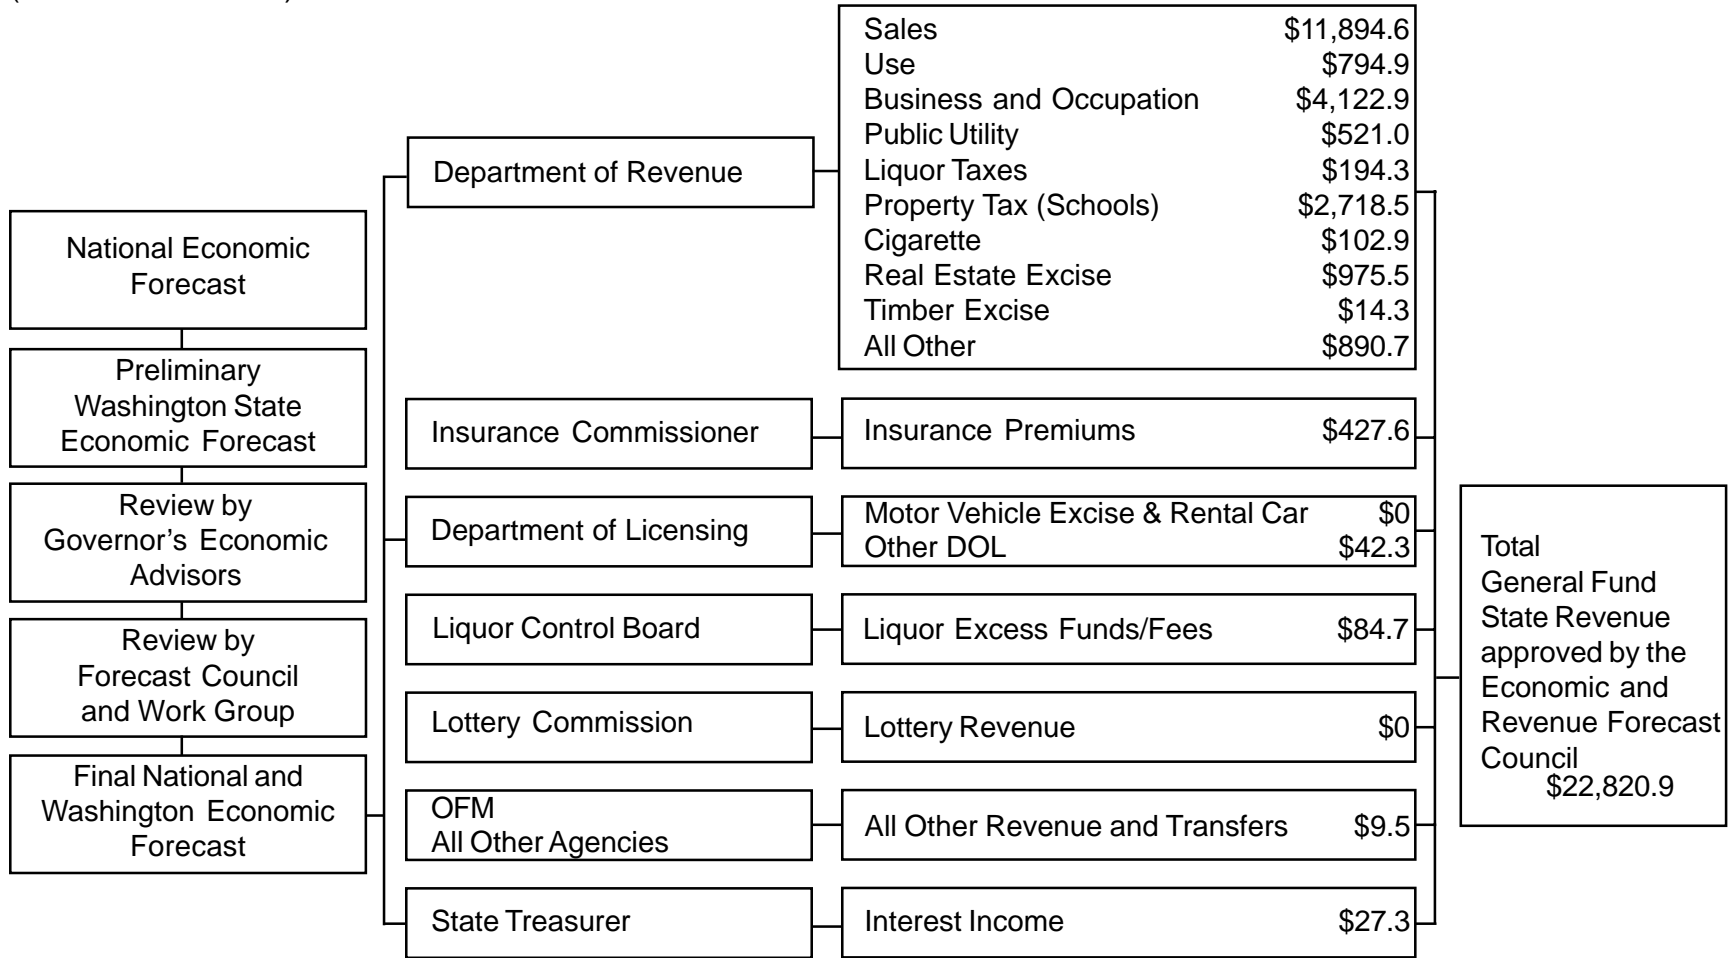 National Economic
Forecast
Preliminary
Washington State
Economic Forecast
Review by
Governor's Economic
Advisors
Review by
Forecast Council
and Work Group
Final National and
Washington Economic
Forecast
Department of Revenue
Sales $11,894.6
Use $794.9
Business and Occupation $4,122.9
Public Utility $521.0
Liquor Taxes $194.3
Property Tax (Schools) $2,718.5
Cigarette $102.9
Real Estate Excise $975.5
Timber Excise $14.3
All Other $890.7
Insurance Commissioner
Insurance Premiums $427.6
Department of Licensing
Motor Vehicle Excise & Rental Car $0
Other DOL $42.3
Liquor Control Board
Liquor Excess Funds/Fees $84.7
Lottery Commission
Lottery Revenue $0
OFM
All Other Agencies
All Other Revenue and Transfers $9.5
State Treasurer
Interest Income $27.3
Total
General Fund
State Revenue
approved by the
Economic and
Revenue Forecast
Council
$22,820.9